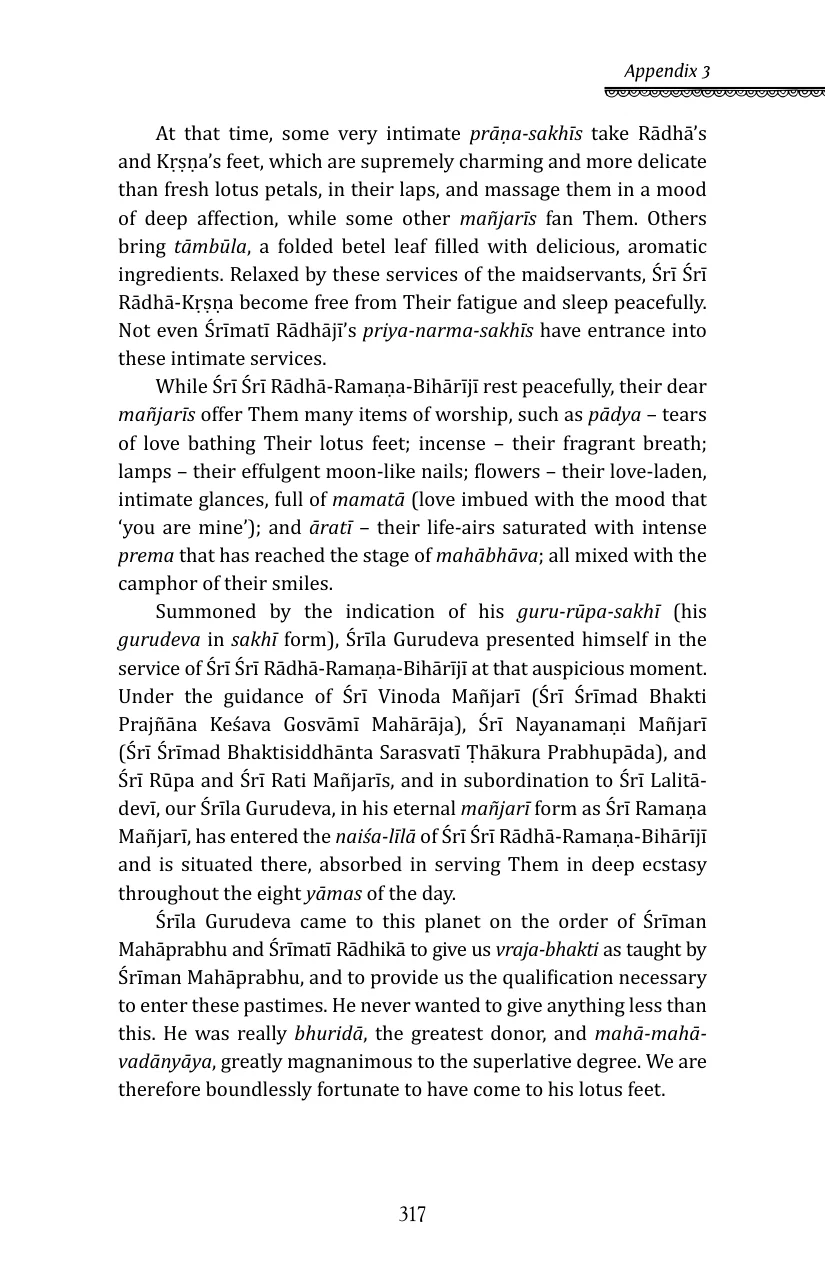 Appendix 3
At that time, some very intimate prāṇa-sakhīs take Rādhā’s
and Kṛṣṇa’s feet, which are supremely charming and more delicate
than fresh lotus petals, in their laps, and massage them in a mood
of deep affection, while some other mañjarīs fan Them. Others
bring tāmbūla, a folded betel leaf filled with delicious, aromatic
ingredients. Relaxed by these services of the maidservants, Śrī Śrī
Rādhā-Kṛṣṇa become free from Their fatigue and sleep peacefully.
Not even Śrīmatī Rādhājī’s priya-narma-sakhīs have entrance into
these intimate services.
While Śrī Śrī Rādhā-Ramaṇa-Bihārījī rest peacefully, their dear
mañjarīs offer Them many items of worship, such as pādya – tears
of love bathing Their lotus feet; incense – their fragrant breath;
lamps – their effulgent moon-like nails; flowers – their love-laden,
intimate glances, full of mamatā (love imbued with the mood that
‘you are mine’); and āratī – their life-airs saturated with intense
prema that has reached the stage of mahābhāva; all mixed with the
camphor of their smiles.
Summoned by the indication of his guru-rūpa-sakhī (his
gurudeva in sakhī form), Śrīla Gurudeva presented himself in the
service of Śrī Śrī Rādhā-Ramaṇa-Bihārījī at that auspicious moment.
Under the guidance of Śrī Vinoda Mañjarī (Śrī Śrīmad Bhakti
Prajñāna Keśava Gosvāmī Mahārāja), Śrī Nayanamaṇi Mañjarī
(Śrī Śrīmad Bhaktisiddhānta Sarasvatī Ṭhākura Prabhupāda), and
Śrī Rūpa and Śrī Rati Mañjarīs, and in subordination to Śrī Lalitā-
devī, our Śrīla Gurudeva, in his eternal mañjarī form as Śrī Ramaṇa
Mañjarī, has entered the naiśa-līlā of Śrī Śrī Rādhā-Ramaṇa-Bihārījī
and is situated there, absorbed in serving Them in deep ecstasy
throughout the eight yāmas of the day.
Śrīla Gurudeva came to this planet on the order of Śrīman
Mahāprabhu and Śrīmatī Rādhikā to give us vraja-bhakti as taught by
Śrīman Mahāprabhu, and to provide us the qualification necessary
to enter these pastimes. He never wanted to give anything less than
this. He was really bhuridā, the greatest donor, and mahā-mahā-
vadānyāya, greatly magnanimous to the superlative degree. We are
therefore boundlessly fortunate to have come to his lotus feet.
317